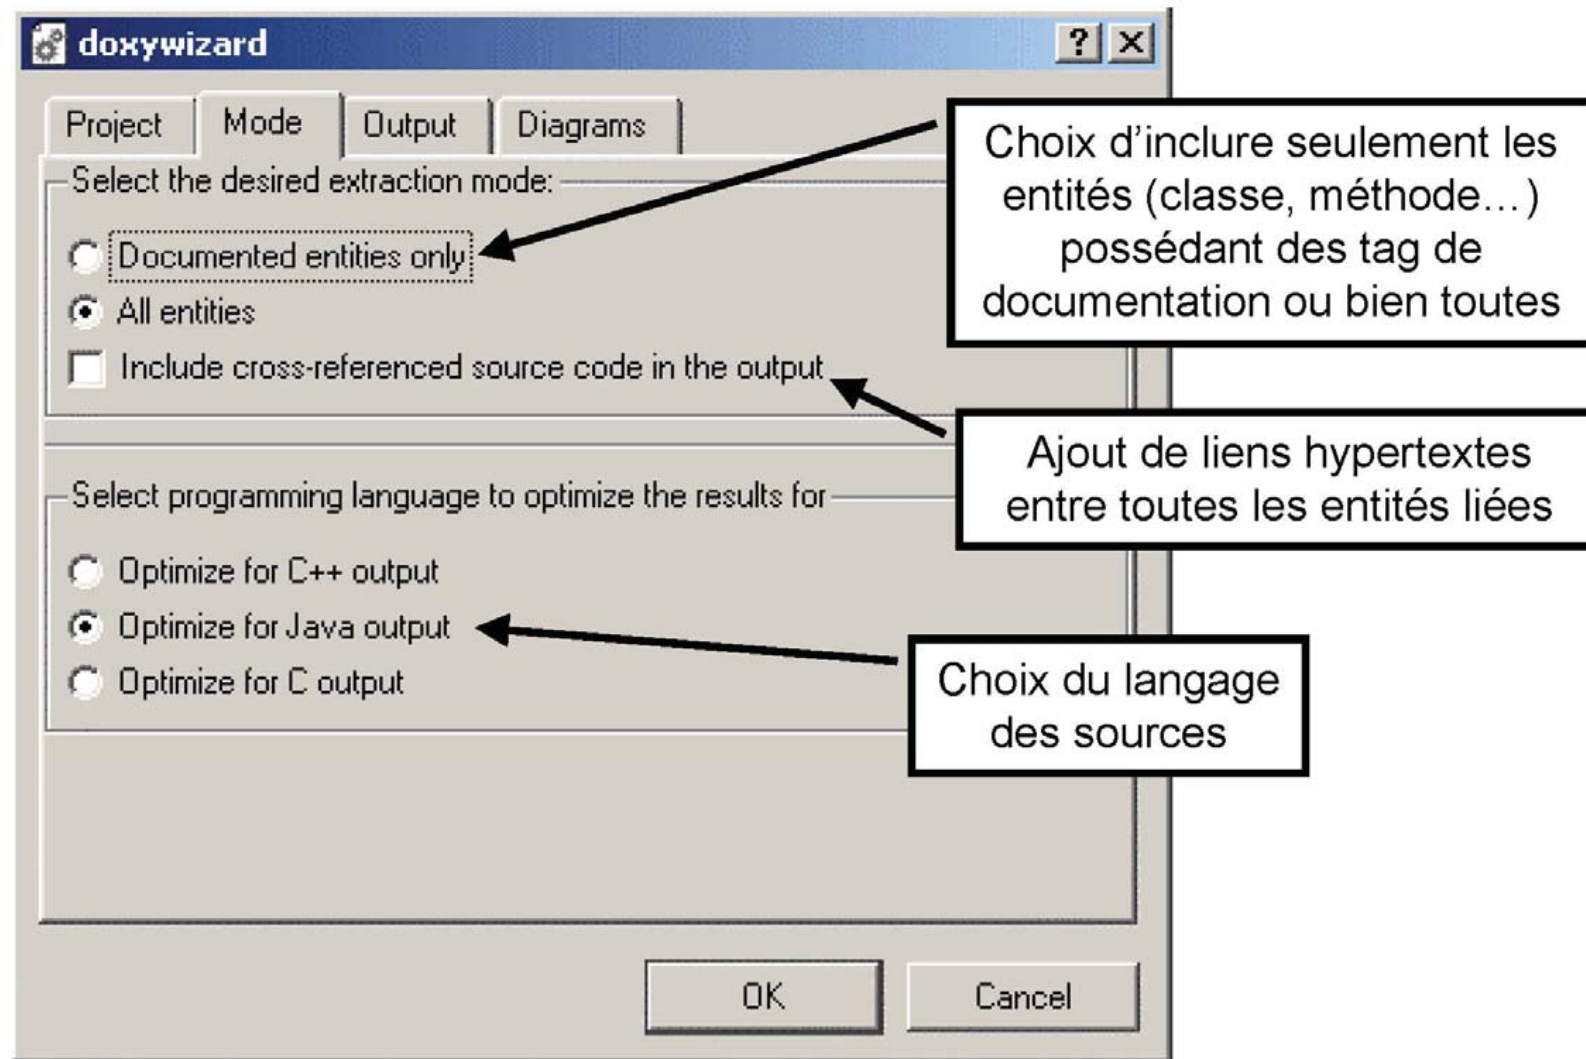 doxywizard
Project Mode Output Diagrams
Select the desired extraction mode:
Documented entities only
All entities
Include cross-referenced source code in the output
Select programming language to optimize the results for
Optimize for C++ output
Optimize for Java output
Optimize for C output
OK Cancel
Choix d'inclure seulement les
entités (classe, méthode…)
possédant des tag de
documentation ou bien toutes
Ajout de liens hypertextes
entre toutes les entités liées
Choix du langage
des sources